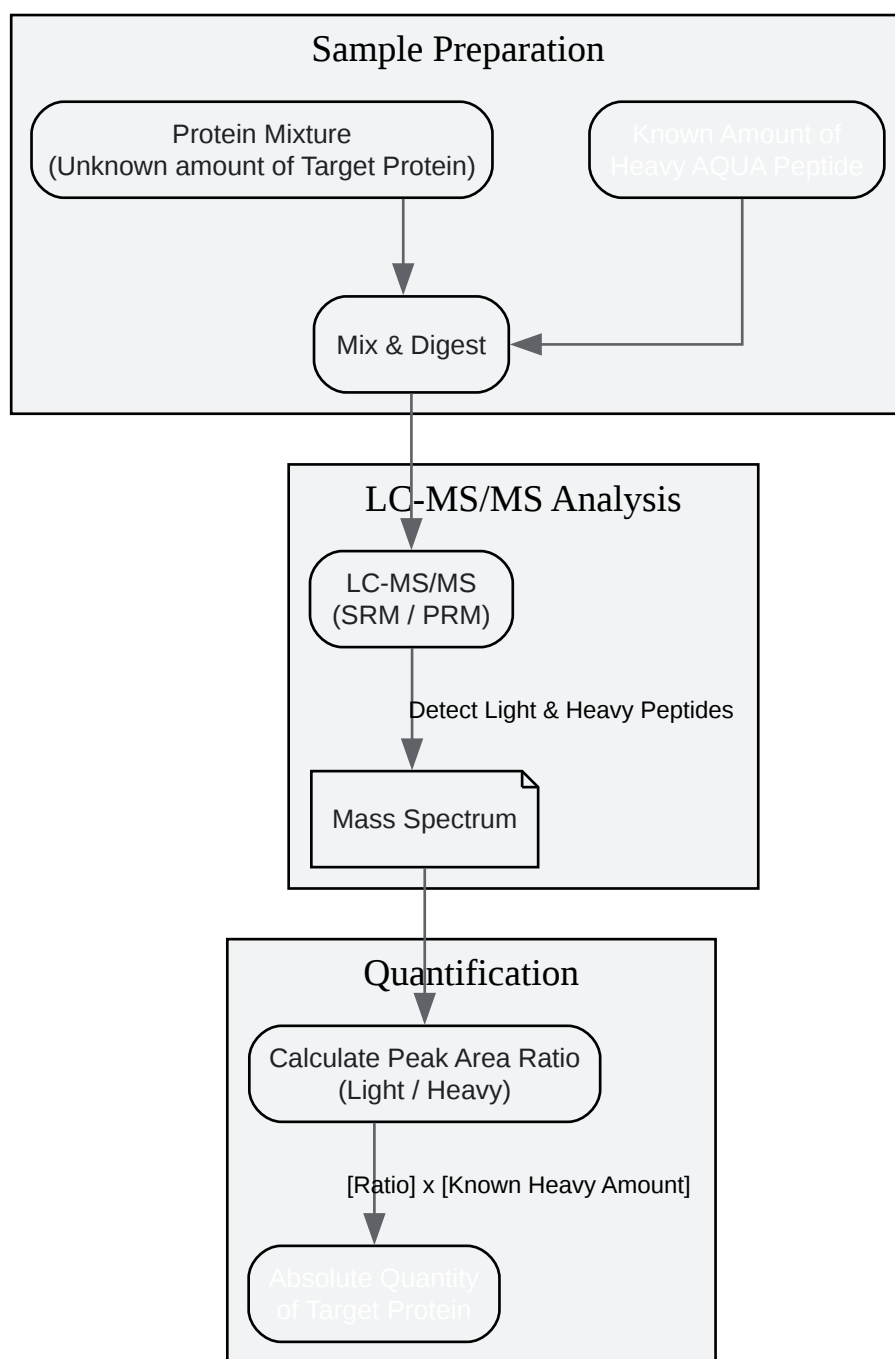 Sample Preparation
Protein Mixture
(Unknown amount of Target Protein)
Known Amount of
Heavy AQUA Peptide
Mix & Digest
LC-MS/MS Analysis
LC-MS/MS
(SRM / PRM)
Detect Light & Heavy Peptides
Mass Spectrum
Quantification
Calculate Peak Area Ratio
(Light / Heavy)
[Ratio] x [Known Heavy Amount]
Absolute Quantity
of Target Protein